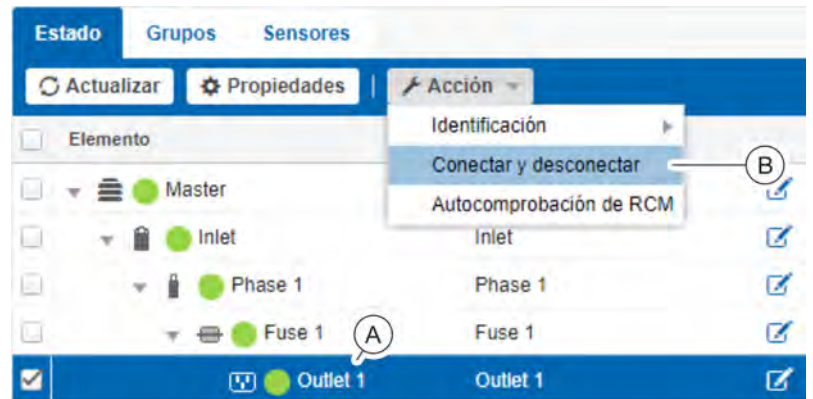 Estado Grupos Sensores
Actualizar Propiedades | Acción
Elemento
Identificación
Conectar y desconectar B
Autocomprobación de RCM
Master
Inlet Inlet
Phase 1 Phase 1
Fuse 1 A Fuse 1
Outlet 1 Outlet 1